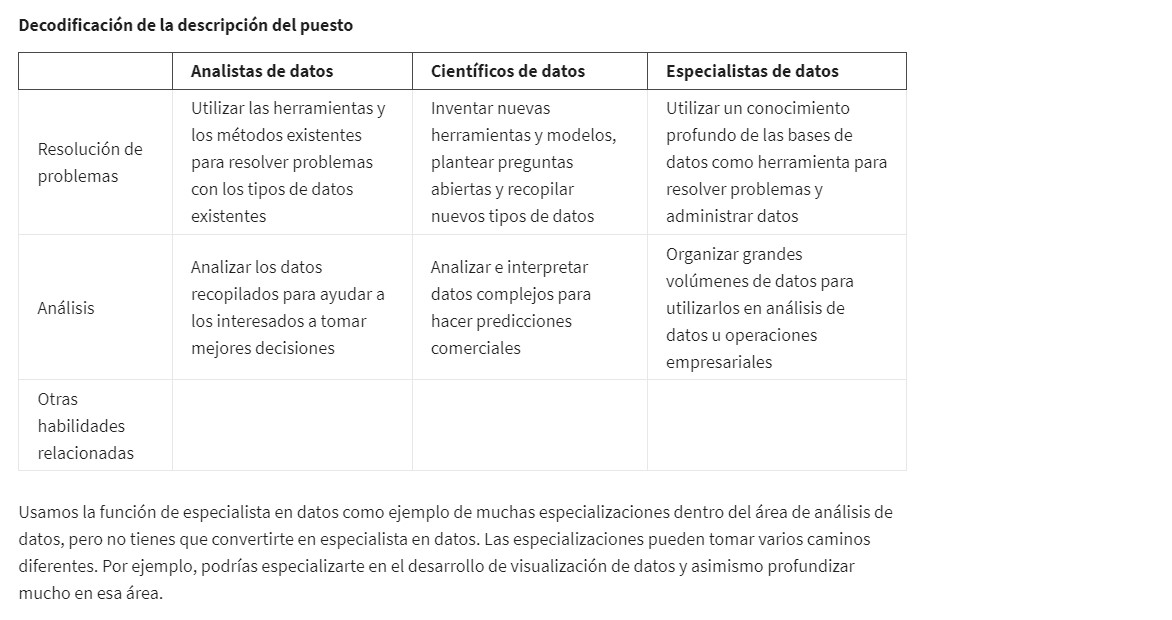 Decodificación de la descripción del puesto
Analistas de datos
Científicos de datos
Especialistas de datos
Resolución de
problemas
Utilizar las herramientas y
los métodos existentes
para resolver problemas
con los tipos de datos
existentes
Inventar nuevas
herramientas y modelos,
plantear preguntas
abiertas y recopilar
nuevos tipos de datos
Utilizar un conocimiento
profundo de las bases de
datos como herramienta para
resolver problemas y
administrar datos
Análisis
Analizar los datos
recopilados para ayudar a
los interesados a tomar
mejores decisiones
Analizar e interpretar
datos complejos para
hacer predicciones
comerciales
Organizar grandes
volúmenes de datos para
utilizarlos en análisis de
datos u operaciones
empresariales
Otras
habilidades
relacionadas
Usamos la función de especialista en datos como ejemplo de muchas especializaciones dentro del área de análisis de
datos, pero no tienes que convertirte en especialista en datos. Las especializaciones pueden tomar varios caminos
diferentes. Por ejemplo, podrías especializarte en el desarrollo de visualización de datos y asimismo profundizar
mucho en esa área.